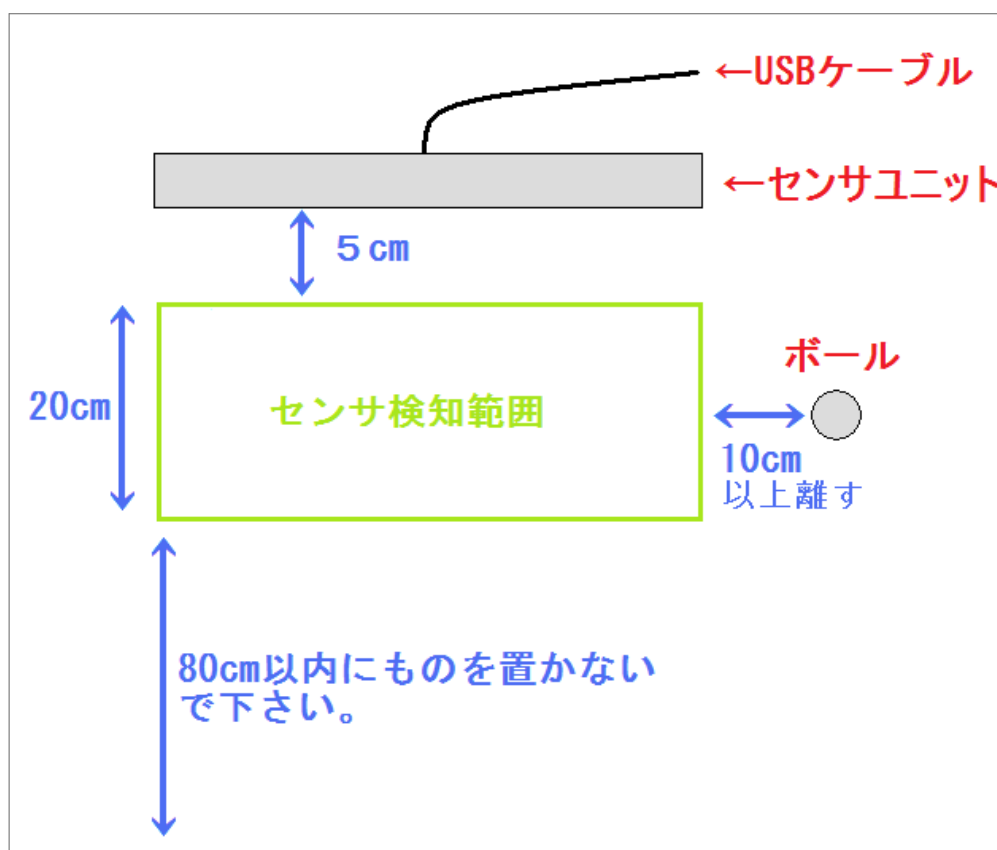 ←USBケーブル
←センサユニット
５cm
ボール
20cm
センサ検知範囲
10cm
以上離す
80cm以内にものを置かない
で下さい。